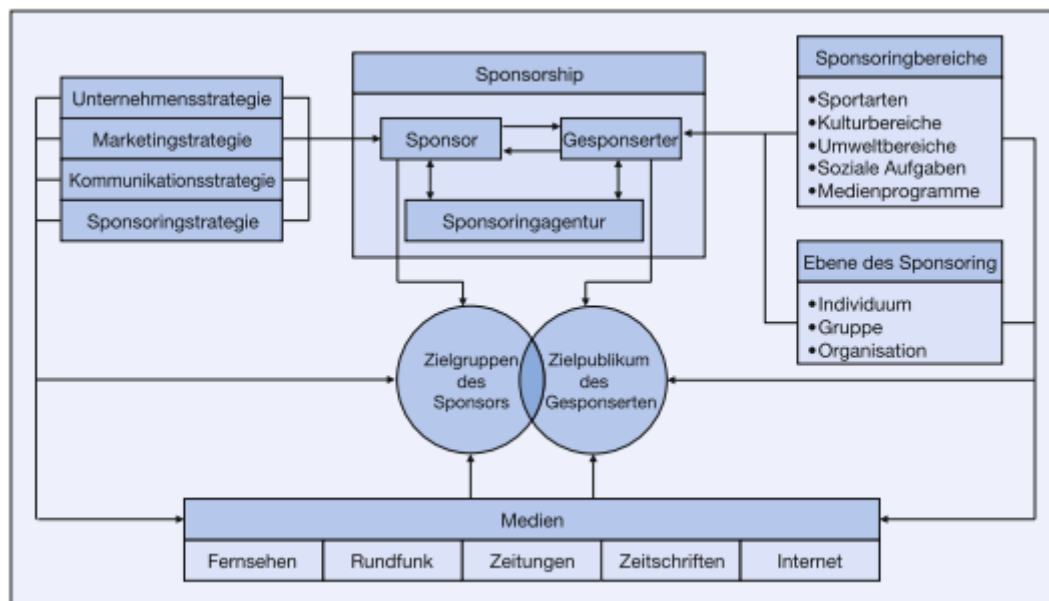 Unternehmensstrategie
Marketingstrategie
Kommunikationsstrategie
Sponsoringstrategie
Sponsorship
Sponsor
Gesponserter
Sponsoringagentur
Sponsoringbereiche
•Sportarten
•Kulturbereiche
•Umweltbereiche
•Soziale Aufgaben
•Medienprogramme
Ebene des Sponsoring
•Individuum
•Gruppe
•Organisation
Zielgruppen
des
Sponsors
Zielpublikum
des
Gesponserten
Medien
Fernsehen
Rundfunk
Zeitungen
Zeitschriften
Internet